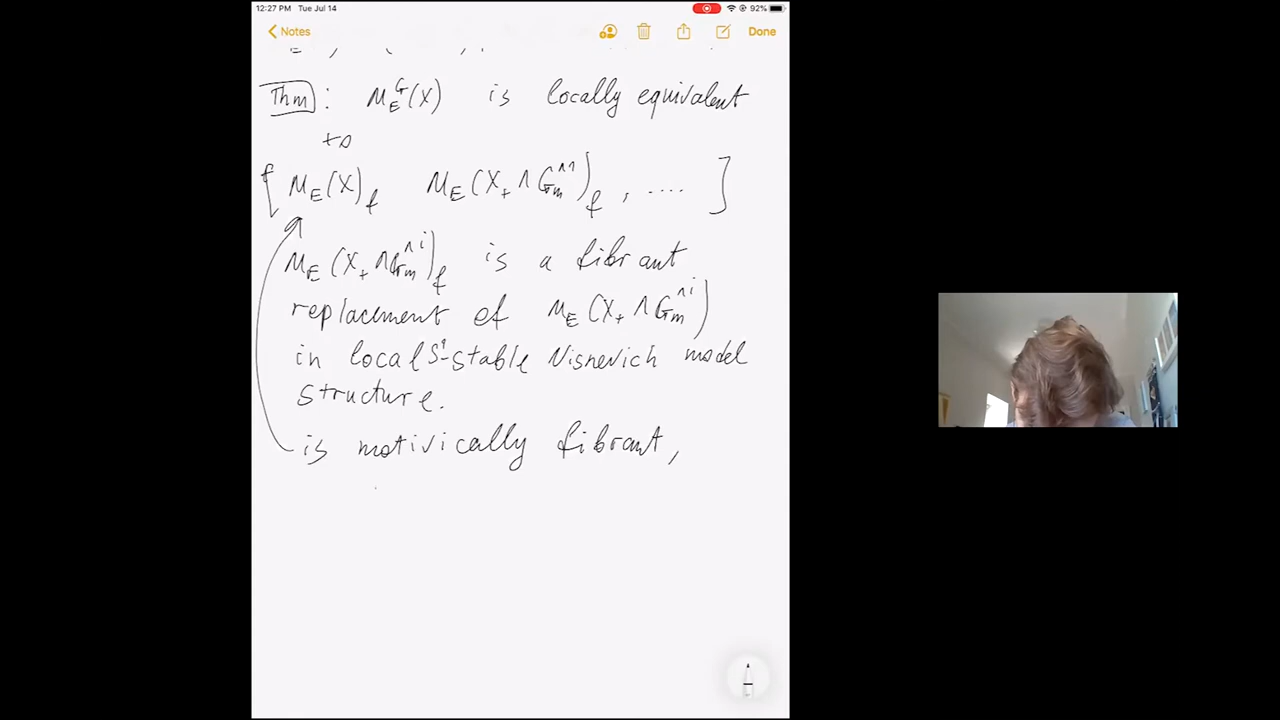 12:27 PM Tue Jul 14 92%
Notes Done
Thm : M_E^G(X) is locally equivalent
to
[ M_E(X)_f M_E(X_+ ∧ G_m^{∧1})_f , .... ]
M_E(X_+ ∧ G_m^{∧i})_f is a fibrant
replacement of M_E(X_+ ∧ G_m^{∧i})
in local S^1-stable Nisnevich model
structure.
is motivically fibrant,